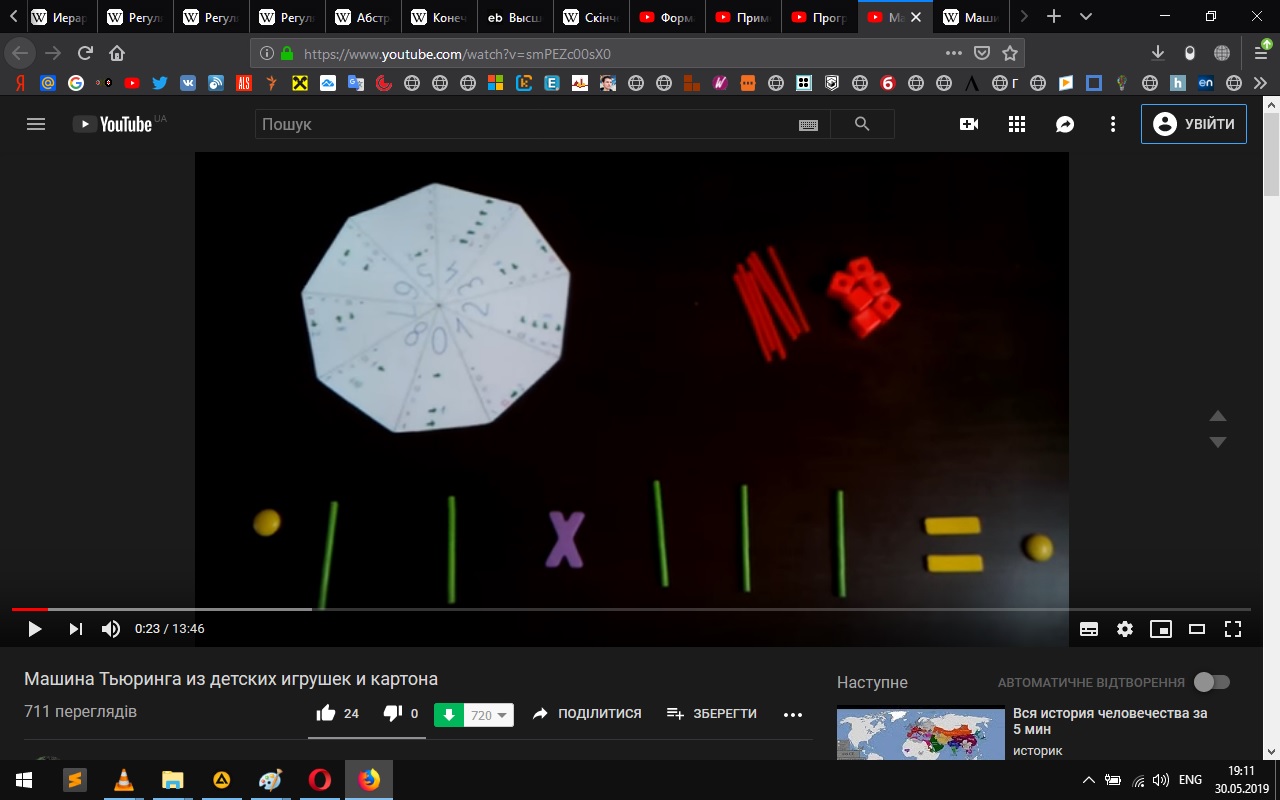 Иерар
Регул
Регул
Регул
Абстр
Конеч
eb Высш
Скінч
Форм
Прим
Прогр
Ма
Маши
https://www.youtube.com/watch?v=smPEZc00sX0
YouTube UA
Пошук
УВІЙТИ
5 4
6 3
7 2
8 0 1
X
0:23 / 13:46
Машина Тьюринга из детских игрушек и картона
711 переглядів
24
0
720
ПОДІЛИТИСЯ
ЗБЕРЕГТИ
Наступне
АВТОМАТИЧНЕ ВІДТВОРЕННЯ
Вся история человечества за
5 мин
историк
ENG
19:11
30.05.2019